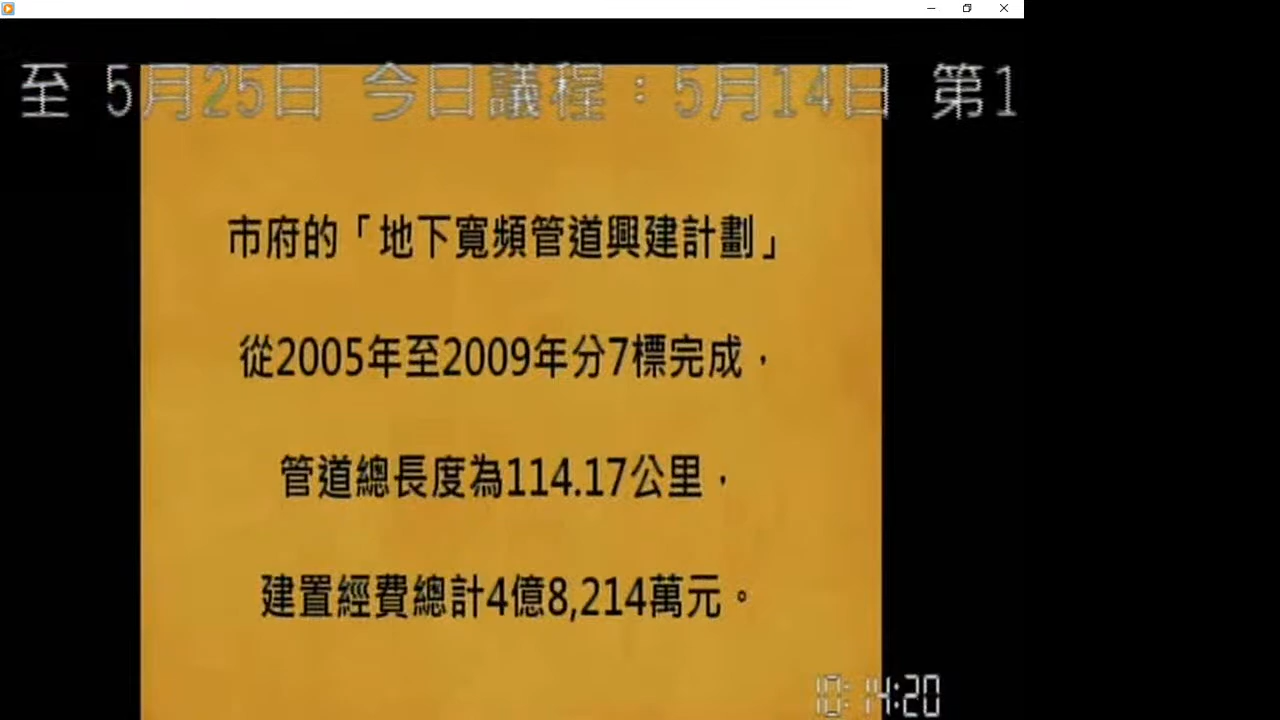 至 5月25日 今日議程：5月14日 第1
市府的「地下寬頻管道興建計劃」
從2005年至2009年分7標完成，
管道總長度為114.17公里，
建置經費總計4億8,214萬元。
10:14:20